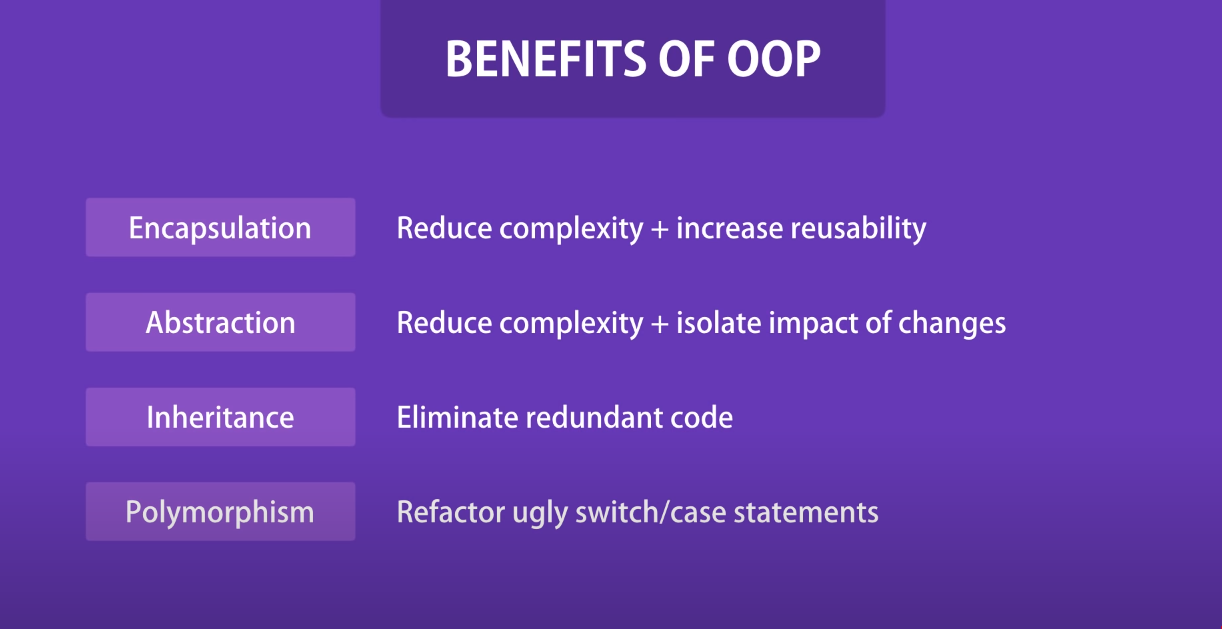 BENEFITS OF OOP
Encapsulation Reduce complexity + increase reusability
Abstraction Reduce complexity + isolate impact of changes
Inheritance Eliminate redundant code
Polymorphism Refactor ugly switch/case statements